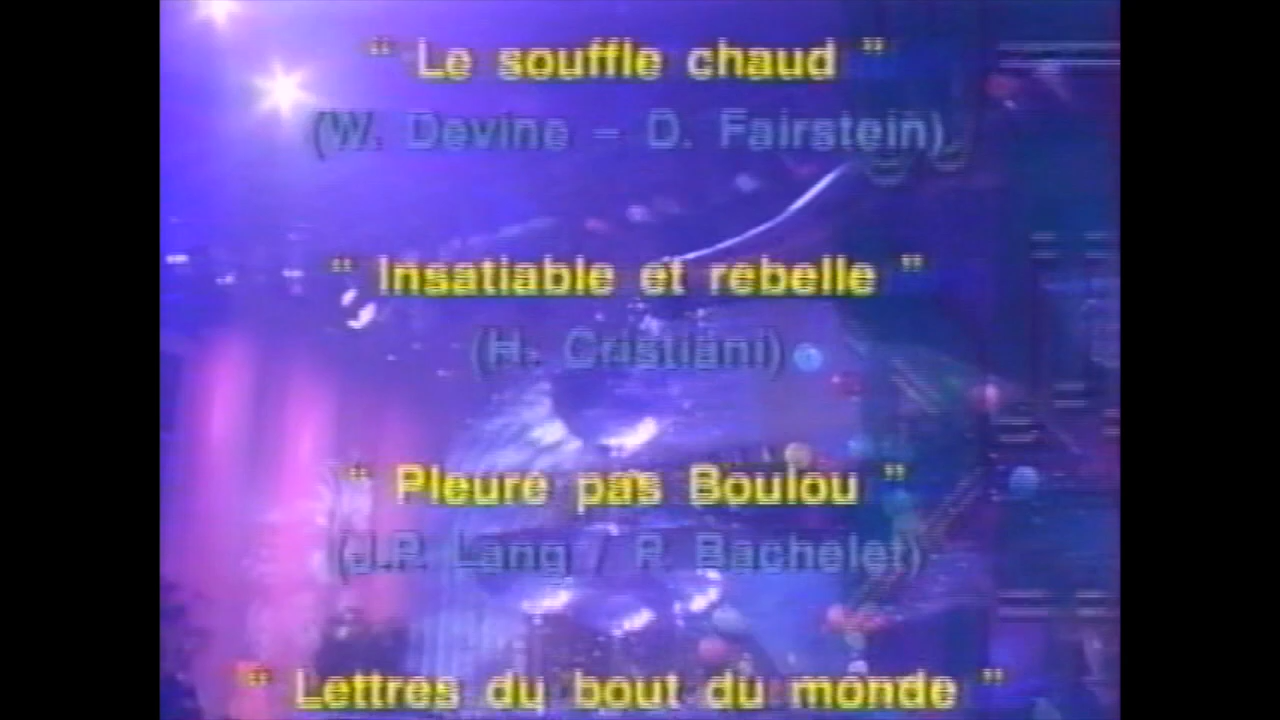 " Le souffle chaud "
(W. Devine – D. Fairstein)
" Insatiable et rebelle "
(H. Cristiani)
" Pleure pas Boulou "
(J.P. Lang / P. Bachelet)
" Lettres du bout du monde "